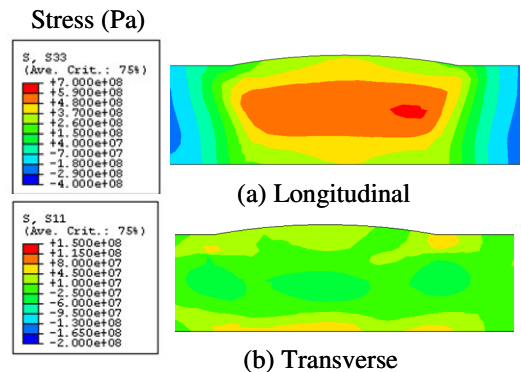 Stress (Pa)
S, S33
(Ave. Crit.: 75%)
+7.000e+08
+5.900e+08
+4.800e+08
+3.700e+08
+2.600e+08
+1.500e+08
+4.000e+07
-7.000e+07
-1.800e+08
-2.900e+08
-4.000e+08
(a) Longitudinal
S, S11
(Ave. Crit.: 75%)
+1.500e+08
+1.150e+08
+8.000e+07
+4.500e+07
+1.000e+07
-2.500e+07
-6.000e+07
-9.500e+07
-1.300e+08
-1.650e+08
-2.000e+08
(b) Transverse